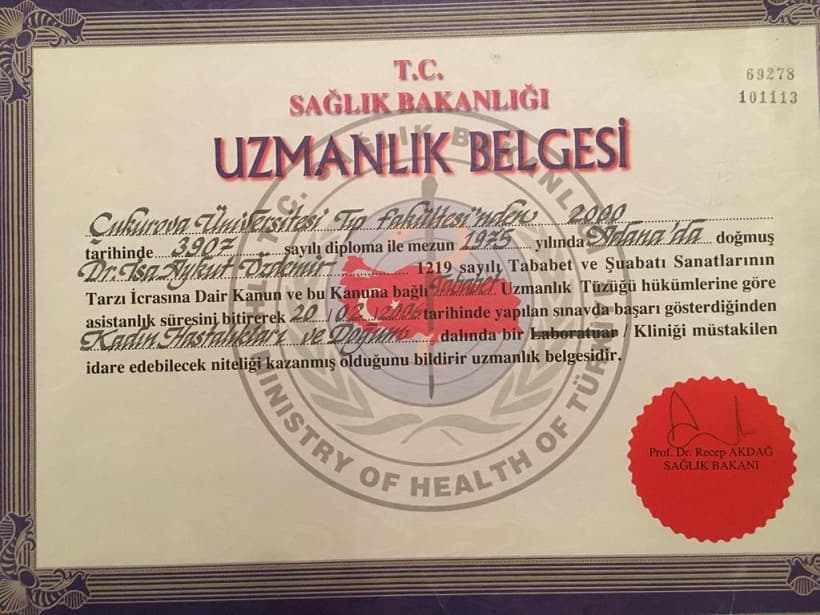 T.C.
SAĞLIK BAKANLIĞI
UZMANLIK BELGESİ
69278
101113
Çukurova Üniversitesi Tıp fakültesi'nden 2000
tarihinde 3907 sayılı diploma ile mezun 1975 yılında Adana'da doğmuş
Dr. İsa Aykut Özdemir 1219 sayılı Tababet ve Şuabatı Sanatlarının
Tarzı İcrasına Dair Kanun ve bu Kanuna bağlı Tababet Uzmanlık Tüzüğü hükümlerine göre
asistanlık süresini bitirerek 20/02/2006 tarihinde yapılan sınavda başarı gösterdiğinden
Kadın Hastalıkları ve Doğum dalında bir Laboratuar / Kliniği müstakilen
idare edebilecek niteliği kazanmış olduğunu bildirir uzmanlık belgesidir.
T.C. SAĞLIK BAKANLIĞI
MINISTRY OF HEALTH OF TÜRKİYE
Prof. Dr. Recep AKDAĞ
SAĞLIK BAKANI